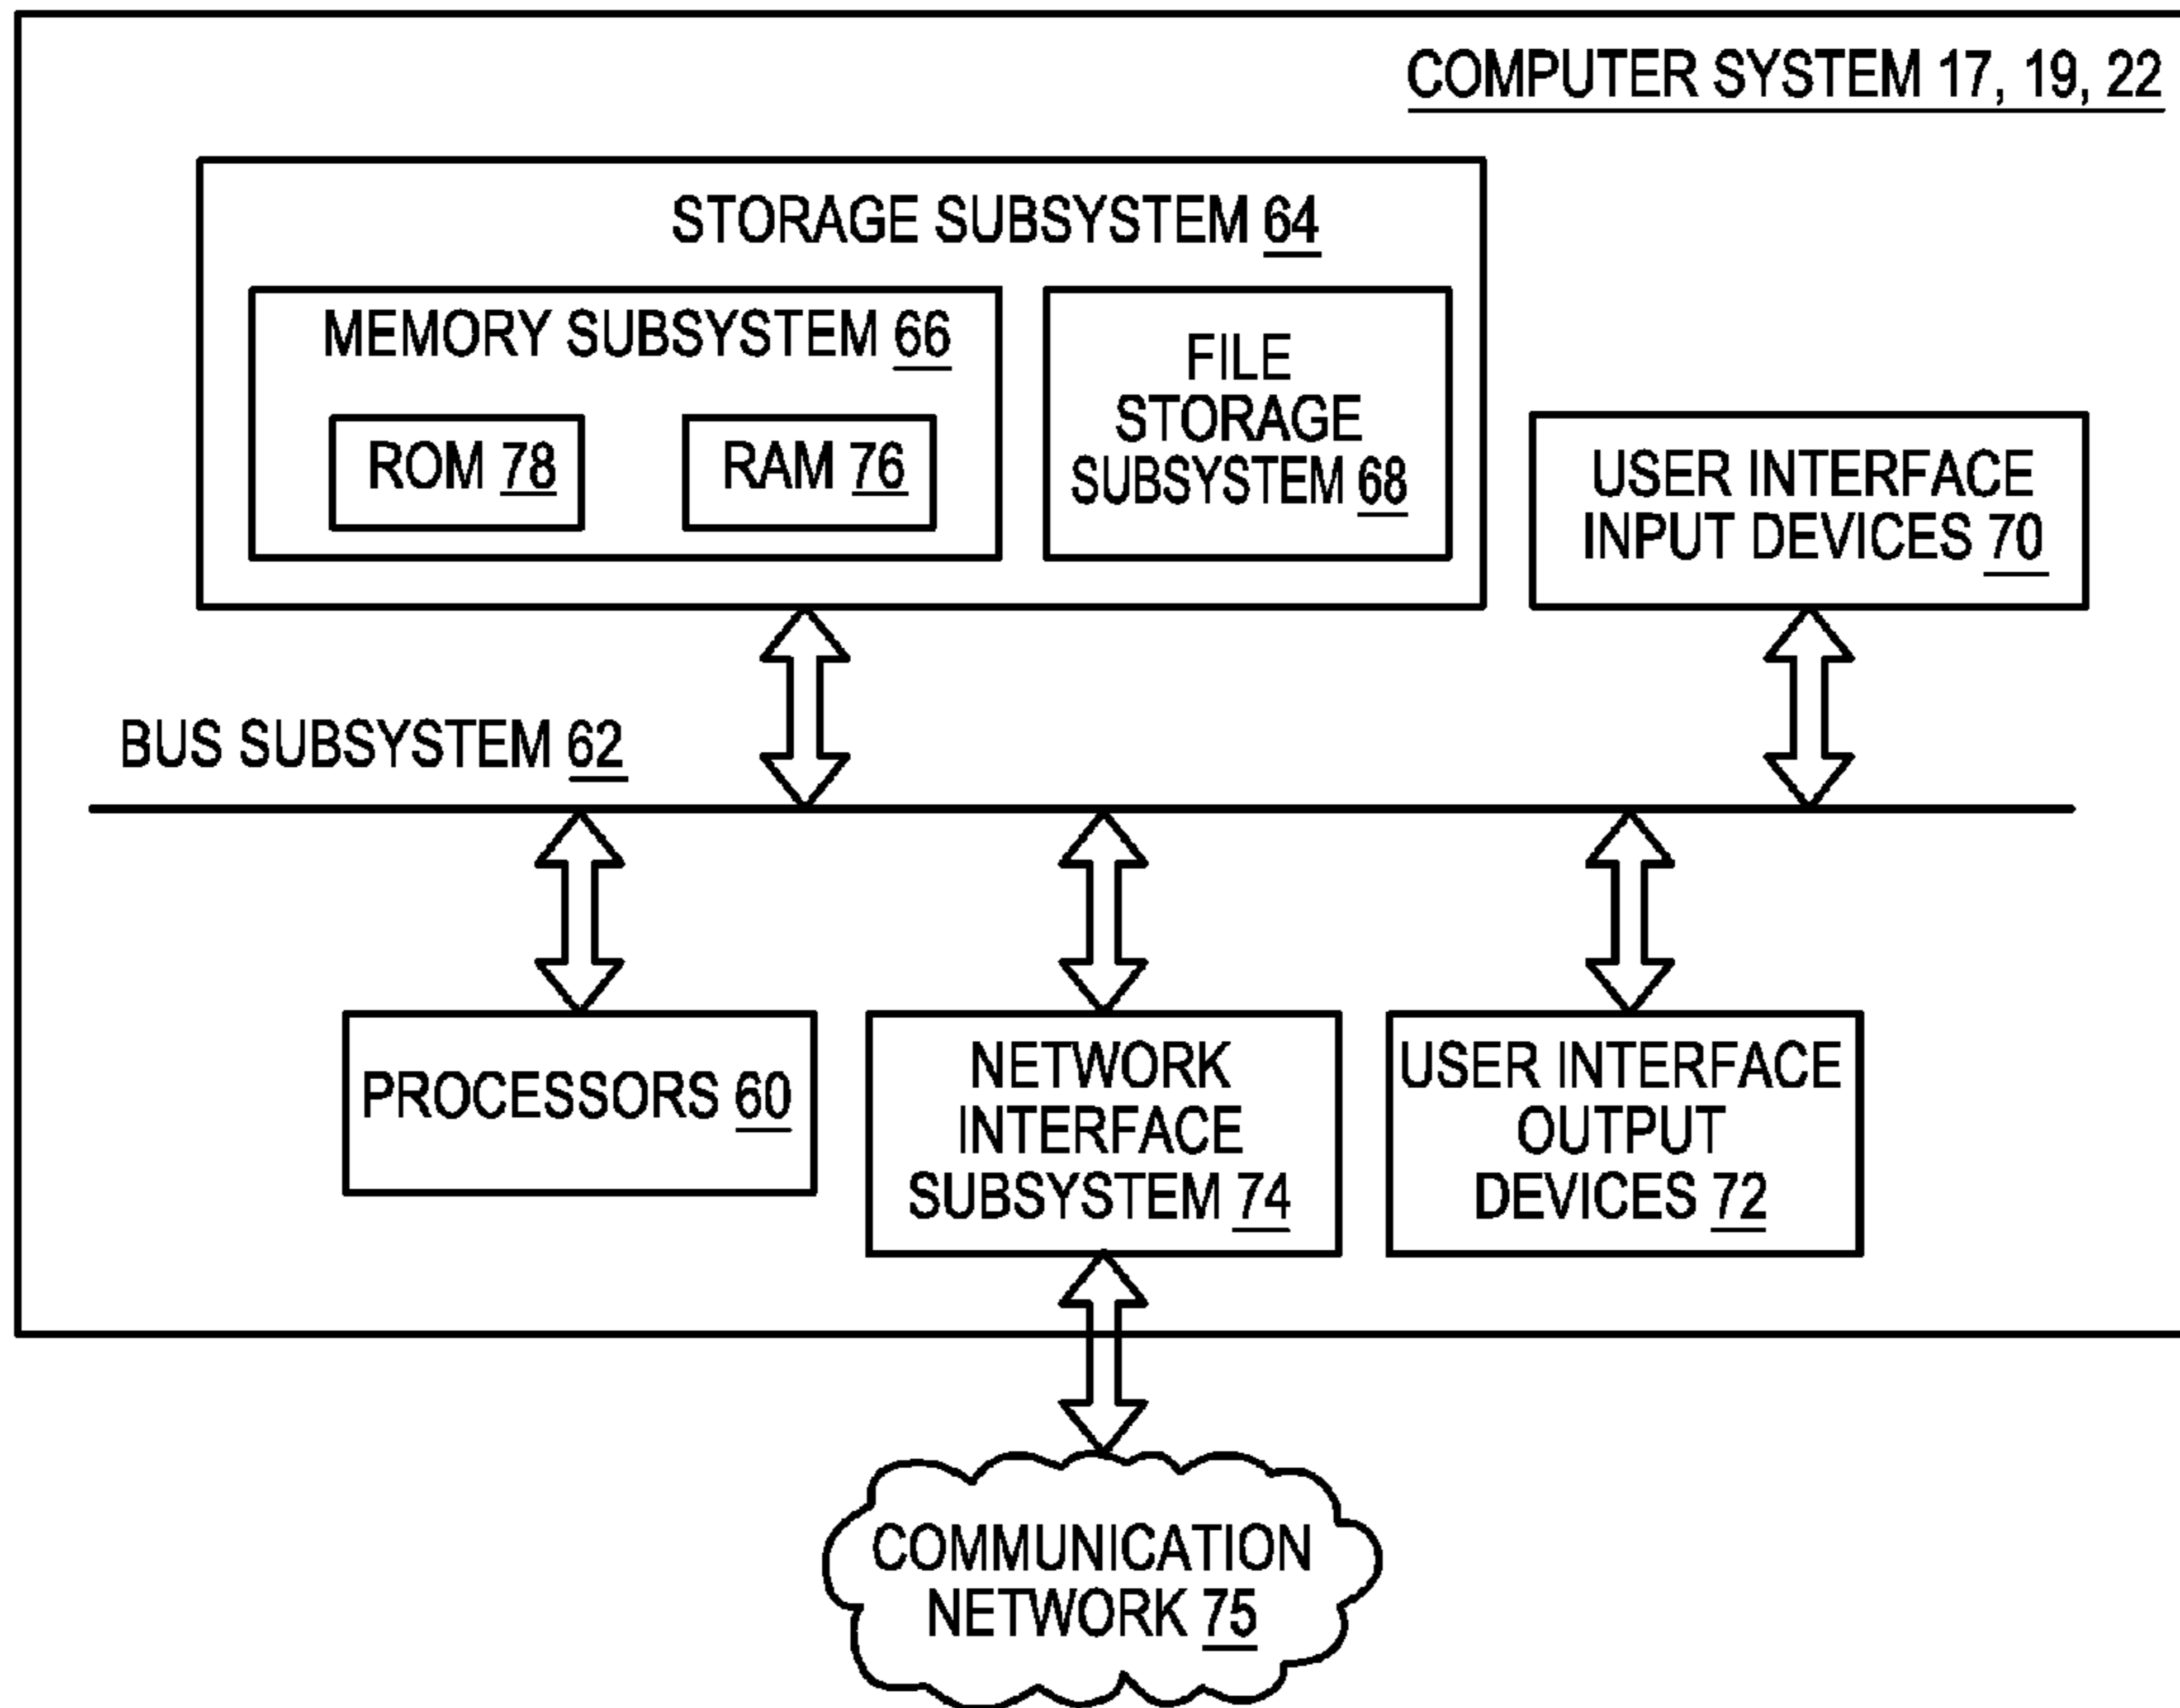 COMPUTER SYSTEM 17, 19, 22
STORAGE SUBSYSTEM 64
MEMORY SUBSYSTEM 66
ROM 78
RAM 76
FILE
STORAGE
SUBSYSTEM 68
USER INTERFACE
INPUT DEVICES 70
BUS SUBSYSTEM 62
PROCESSORS 60
NETWORK
INTERFACE
SUBSYSTEM 74
USER INTERFACE
OUTPUT
DEVICES 72
COMMUNICATION
NETWORK 75